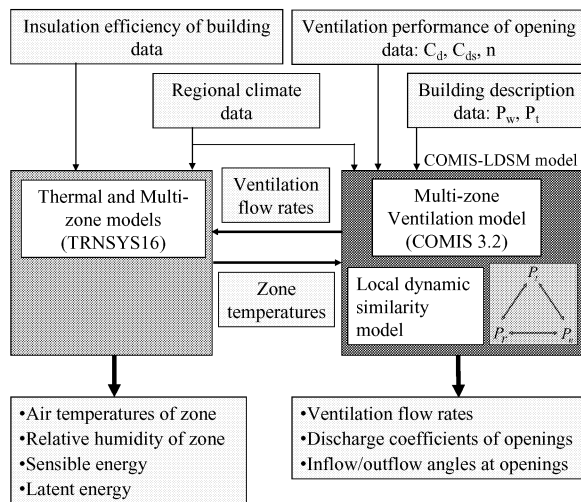 Insulation efficiency of building
data
Ventilation performance of opening
data: Cd, Cds, n
Regional climate
data
Building description
data: Pw, Pt
COMIS-LDSM model
Thermal and Multi-
zone models
(TRNSYS16)
Ventilation
flow rates
Multi-zone
Ventilation model
(COMIS 3.2)
Zone
temperatures
Local dynamic
similarity
model
Pt
Pr
•Air temperatures of zone
•Relative humidity of zone
•Sensible energy
•Latent energy
•Ventilation flow rates
•Discharge coefficients of openings
•Inflow/outflow angles at openings